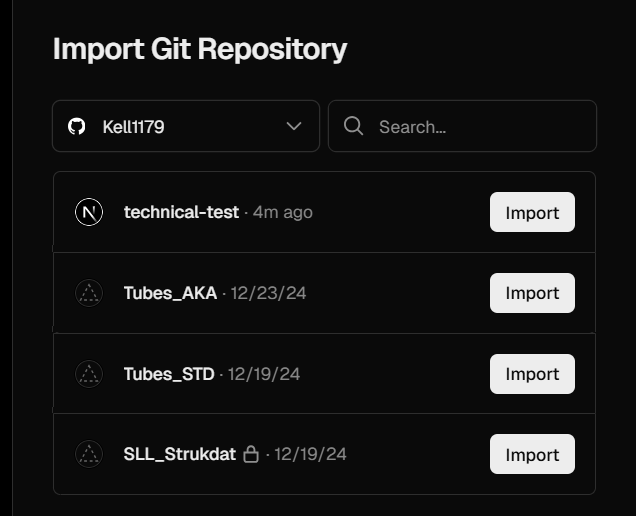 Import Git Repository
Kell1179
Search...
technical-test · 4m ago
Import
Tubes_AKA · 12/23/24
Import
Tubes_STD · 12/19/24
Import
SLL_Strukdat · 12/19/24
Import